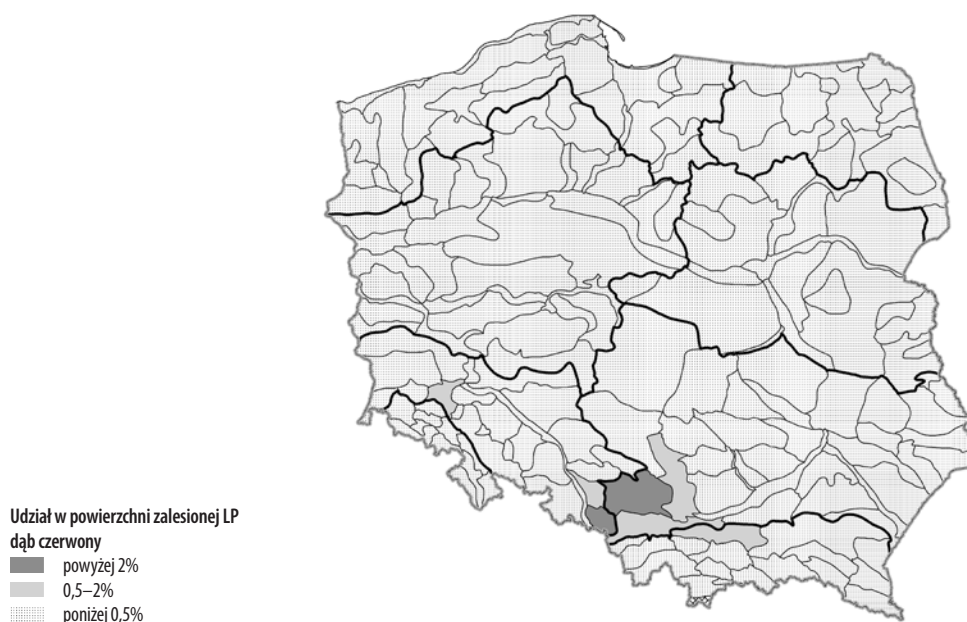 Udział w powierzchni zalesionej LP
dąb czerwony
powyżej 2%
0,5–2%
poniżej 0,5%